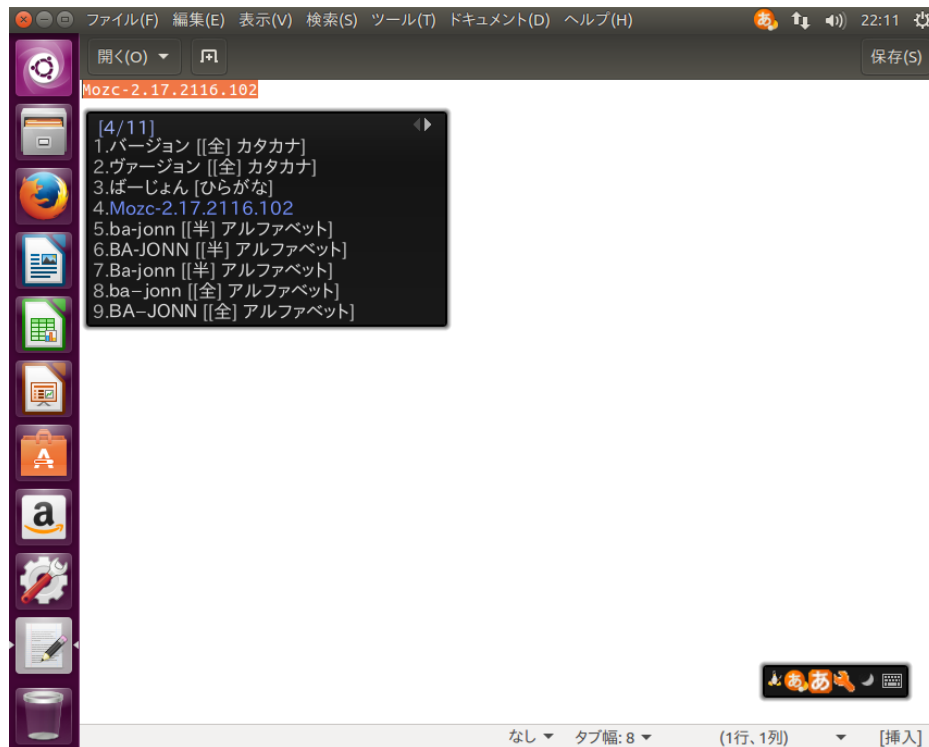 ファイル(F) 編集(E) 表示(V) 検索(S) ツール(T) ドキュメント(D) ヘルプ(H) あ 22:11
開く(O) 保存(S)
Mozc-2.17.2116.102
[4/11]
1.バージョン [[全] カタカナ]
2.ヴァージョン [[全] カタカナ]
3.ばーじょん [ひらがな]
4.Mozc-2.17.2116.102
5.ba-jonn [[半] アルファベット]
6.BA-JONN [[半] アルファベット]
7.Ba-jonn [[半] アルファベット]
8.ba−jonn [[全] アルファベット]
9.BA−JONN [[全] アルファベット]
A
a
あ あ
なし タブ幅: 8 (1行、1列) [挿入]